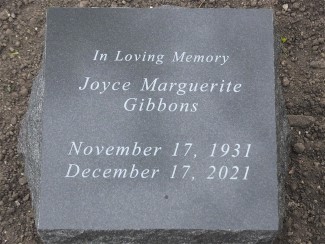 In Loving Memory
Joyce Marguerite
Gibbons
November 17, 1931
December 17, 2021